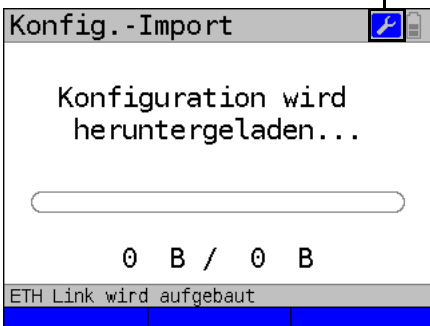 Konfig.-Import
Konfiguration wird
heruntergeladen...
0 B / 0 B
ETH Link wird aufgebaut